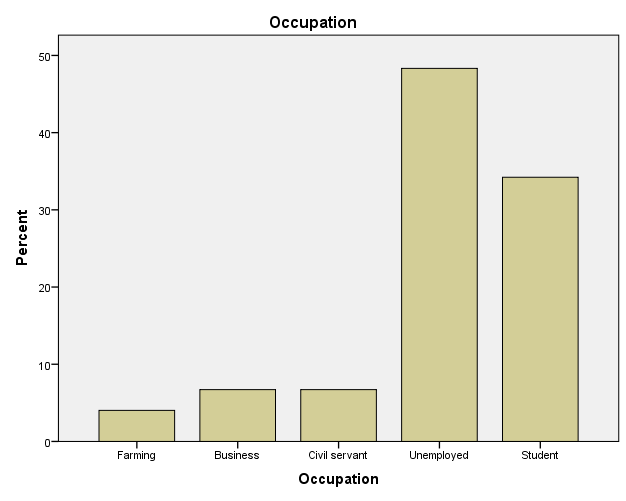 Occupation
Percent
50
40
30
20
10
0
Farming Business Civil servant Unemployed Student
Occupation